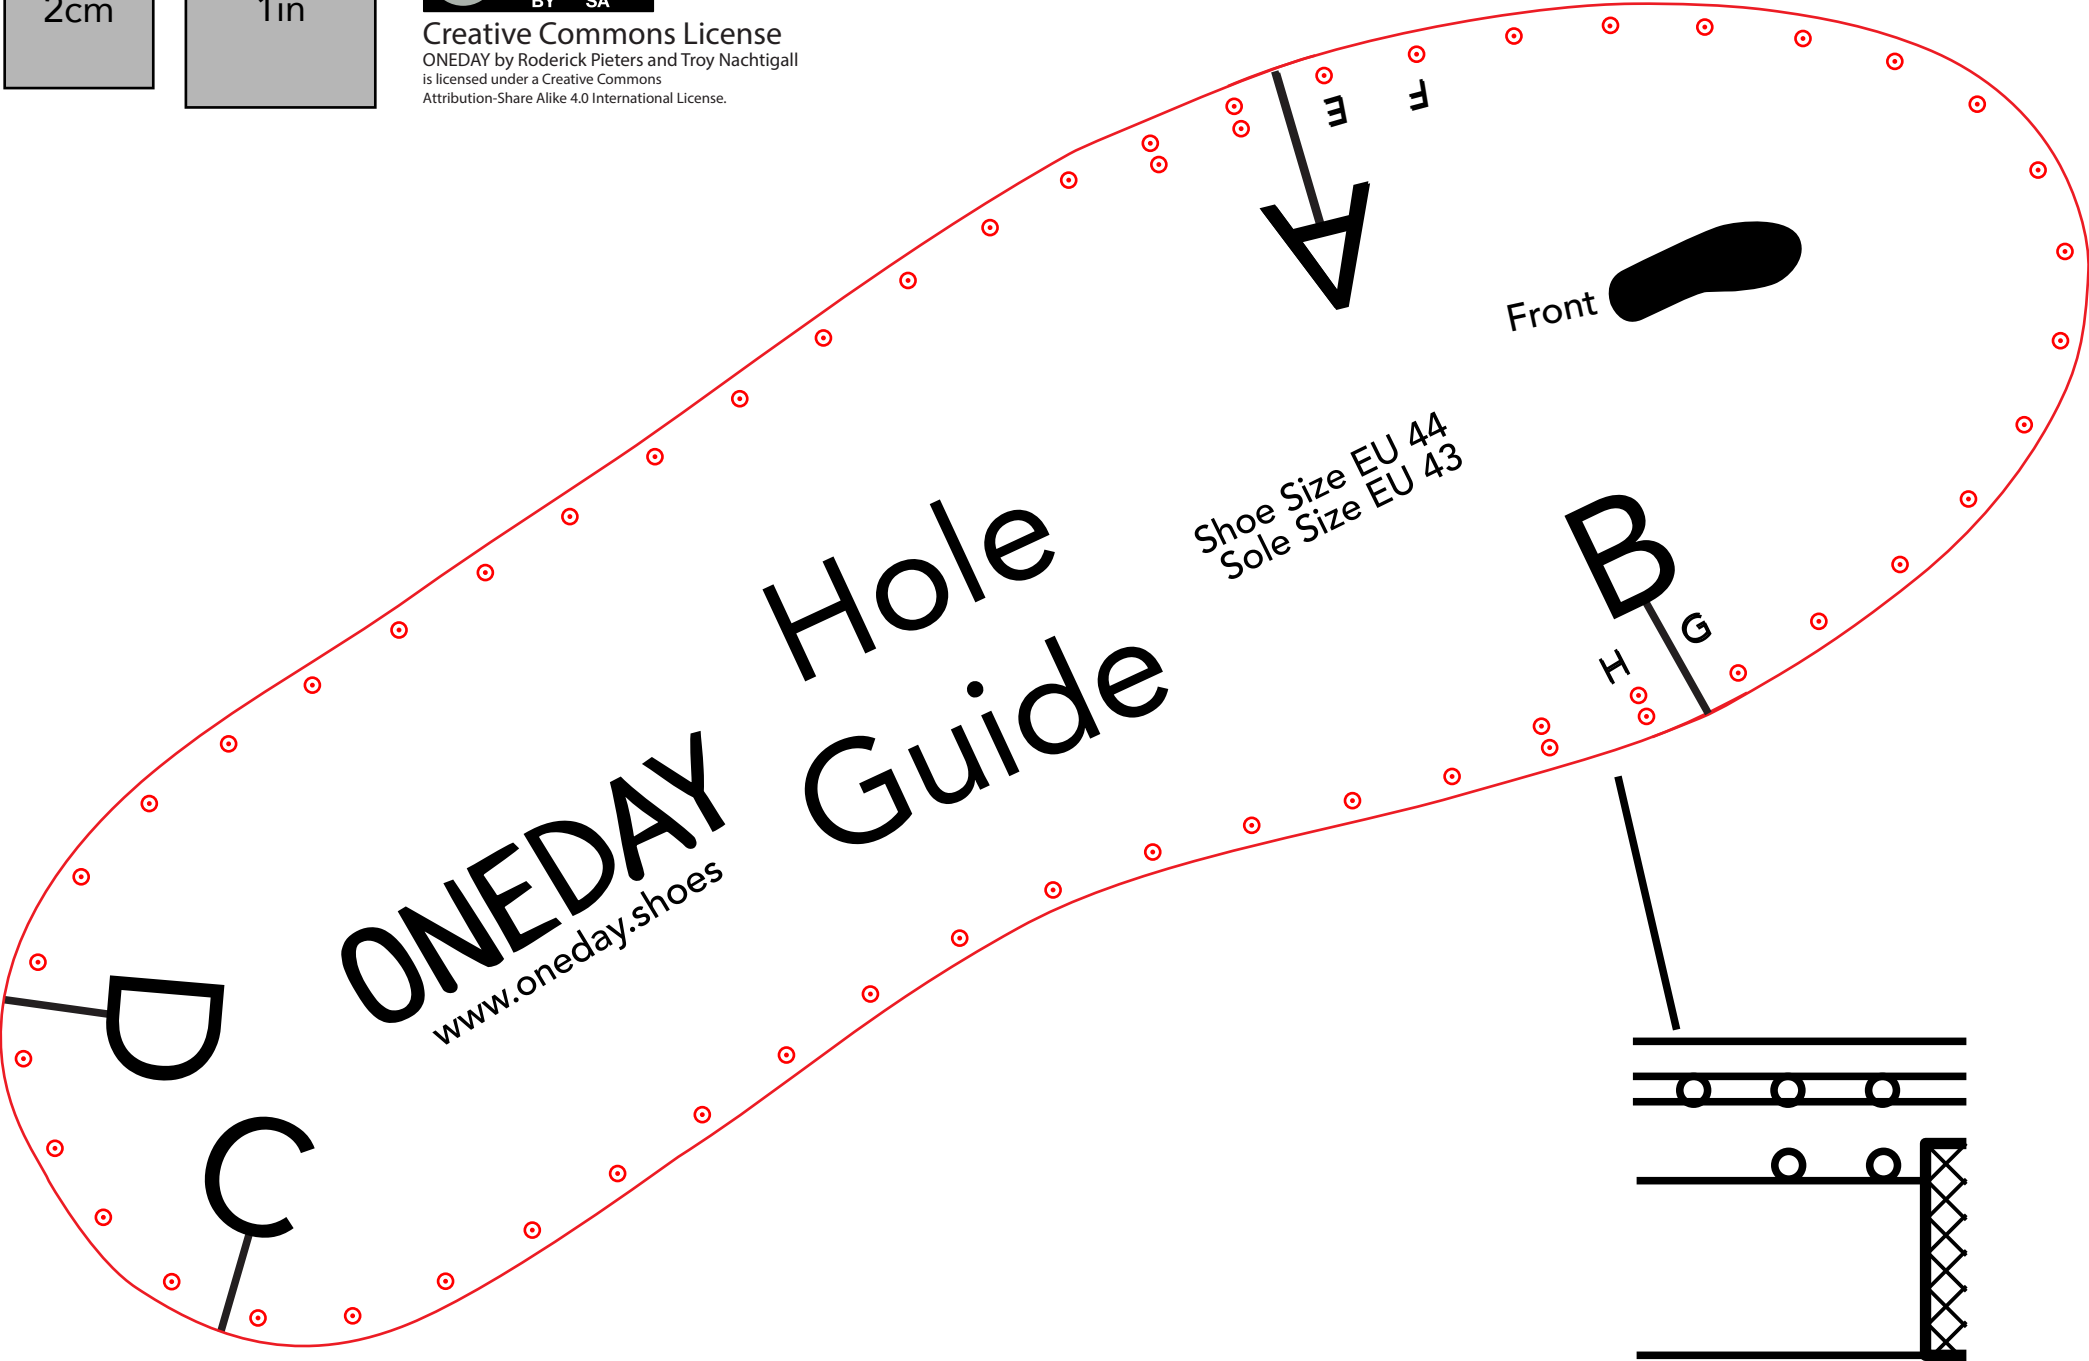 2cm
1in
BY SA
Creative Commons License
ONEDAY by Roderick Pieters and Troy Nachtigall
is licensed under a Creative Commons
Attribution-Share Alike 4.0 International License.
E
F
A
Front
Shoe Size EU 44
Sole Size EU 43
Hole
Guide
B
G
H
ONEDAY
www.oneday.shoes
D
C